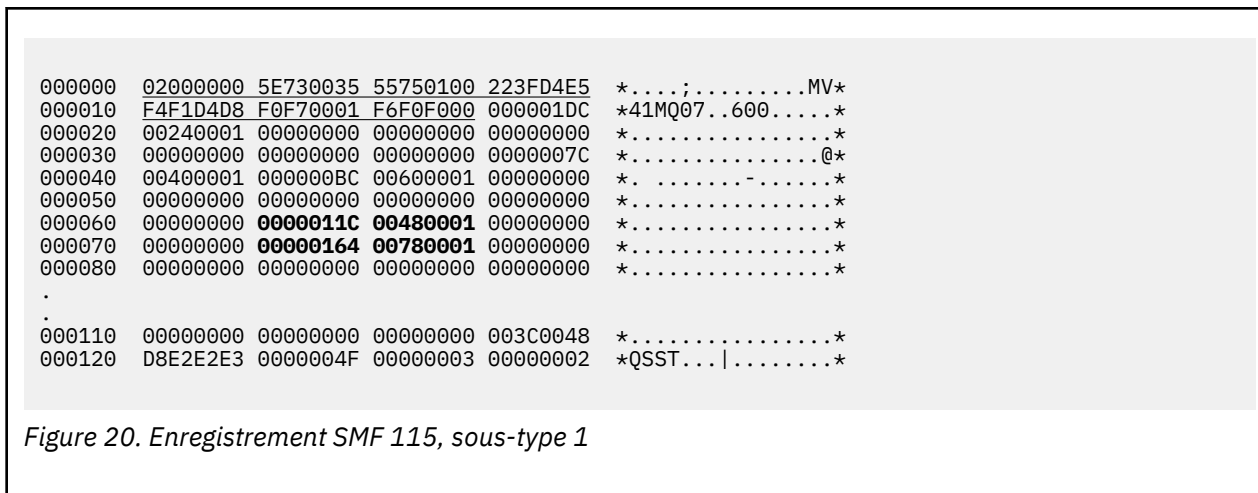 000000 02000000 5E730035 55750100 223FD4E5 *....;.........MV*
000010 F4F1D4D8 F0F70001 F6F0F000 000001DC *41MQ07..600.....*
000020 00240001 00000000 00000000 00000000 *................*
000030 00000000 00000000 00000000 0000007C *...............@*
000040 00400001 000000BC 00600001 00000000 *. .......-......*
000050 00000000 00000000 00000000 00000000 *................*
000060 00000000 0000011C 00480001 00000000 *................*
000070 00000000 00000164 00780001 00000000 *................*
000080 00000000 00000000 00000000 00000000 *................*
.
.
000110 00000000 00000000 00000000 003C0048 *................*
000120 D8E2E2E3 0000004F 00000003 00000002 *QSST...|........*
Figure 20. Enregistrement SMF 115, sous-type 1